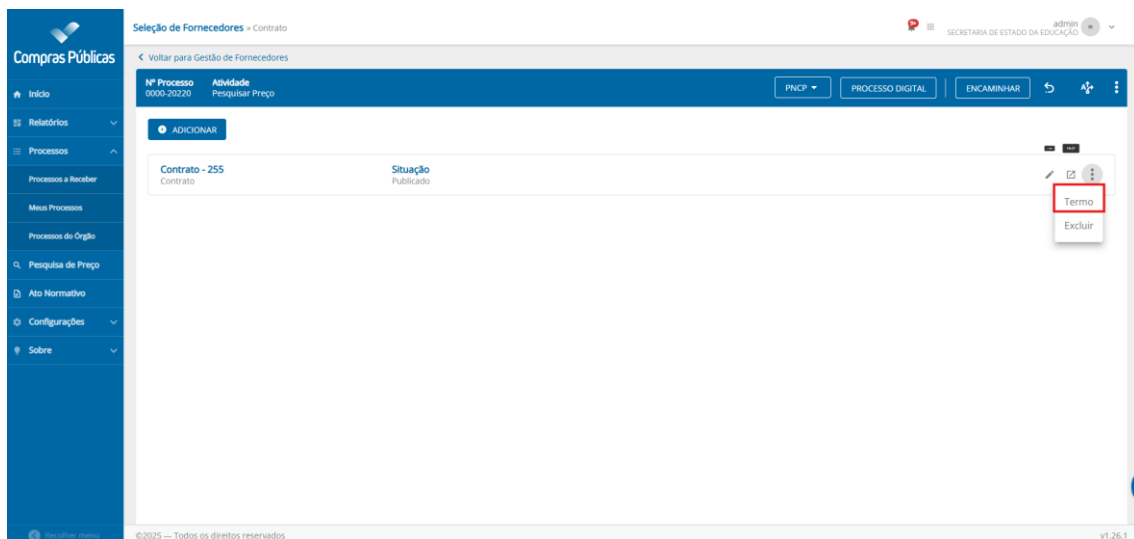 Compras Públicas
Início
Relatórios
Processos
Processos a Receber
Meus Processos
Processos do Órgão
Pesquisa de Preço
Ato Normativo
Configurações
Sobre
Recolher menu
Seleção de Fornecedores » Contrato
9+
admin
SECRETARIA DE ESTADO DA EDUCAÇÃO
Voltar para Gestão de Fornecedores
Nº Processo Atividade
0000-20220 Pesquisar Preço
PNCP PROCESSO DIGITAL ENCAMINHAR
ADICIONAR
PNCP
Contrato - 255 Situação
Contrato Publicado
Termo
Excluir
©2025 — Todos os direitos reservados v1.26.1